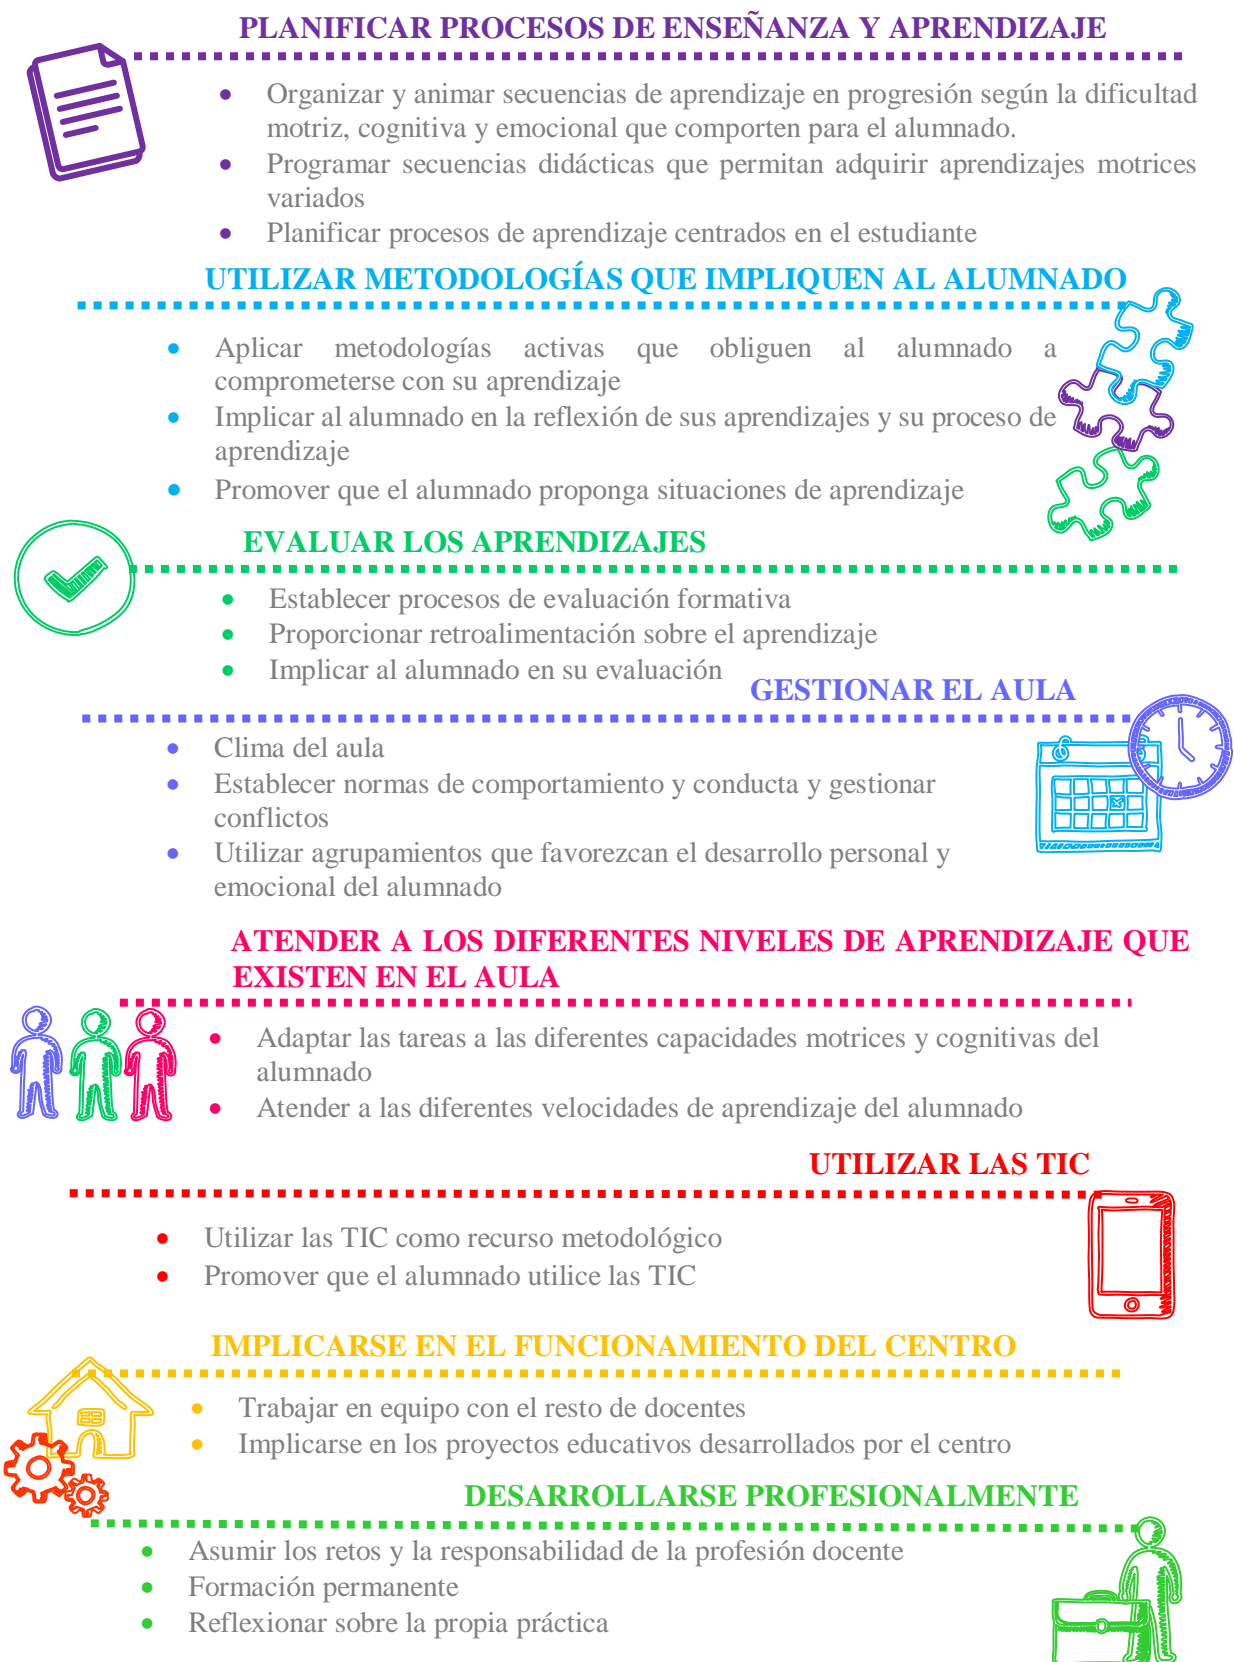 PLANIFICAR PROCESOS DE ENSEÑANZA Y APRENDIZAJE
• Organizar y animar secuencias de aprendizaje en progresión según la dificultad
motriz, cognitiva y emocional que comporten para el alumnado.
• Programar secuencias didácticas que permitan adquirir aprendizajes motrices
variados
• Planificar procesos de aprendizaje centrados en el estudiante
UTILIZAR METODOLOGÍAS QUE IMPLIQUEN AL ALUMNADO
• Aplicar metodologías activas que obliguen al alumnado a
comprometerse con su aprendizaje
• Implicar al alumnado en la reflexión de sus aprendizajes y su proceso de
aprendizaje
• Promover que el alumnado proponga situaciones de aprendizaje
EVALUAR LOS APRENDIZAJES
• Establecer procesos de evaluación formativa
• Proporcionar retroalimentación sobre el aprendizaje
• Implicar al alumnado en su evaluación
GESTIONAR EL AULA
• Clima del aula
• Establecer normas de comportamiento y conducta y gestionar
conflictos
• Utilizar agrupamientos que favorezcan el desarrollo personal y
emocional del alumnado
ATENDER A LOS DIFERENTES NIVELES DE APRENDIZAJE QUE
EXISTEN EN EL AULA
• Adaptar las tareas a las diferentes capacidades motrices y cognitivas del
alumnado
• Atender a las diferentes velocidades de aprendizaje del alumnado
UTILIZAR LAS TIC
• Utilizar las TIC como recurso metodológico
• Promover que el alumnado utilice las TIC
IMPLICARSE EN EL FUNCIONAMIENTO DEL CENTRO
• Trabajar en equipo con el resto de docentes
• Implicarse en los proyectos educativos desarrollados por el centro
DESARROLLARSE PROFESIONALMENTE
• Asumir los retos y la responsabilidad de la profesión docente
• Formación permanente
• Reflexionar sobre la propia práctica